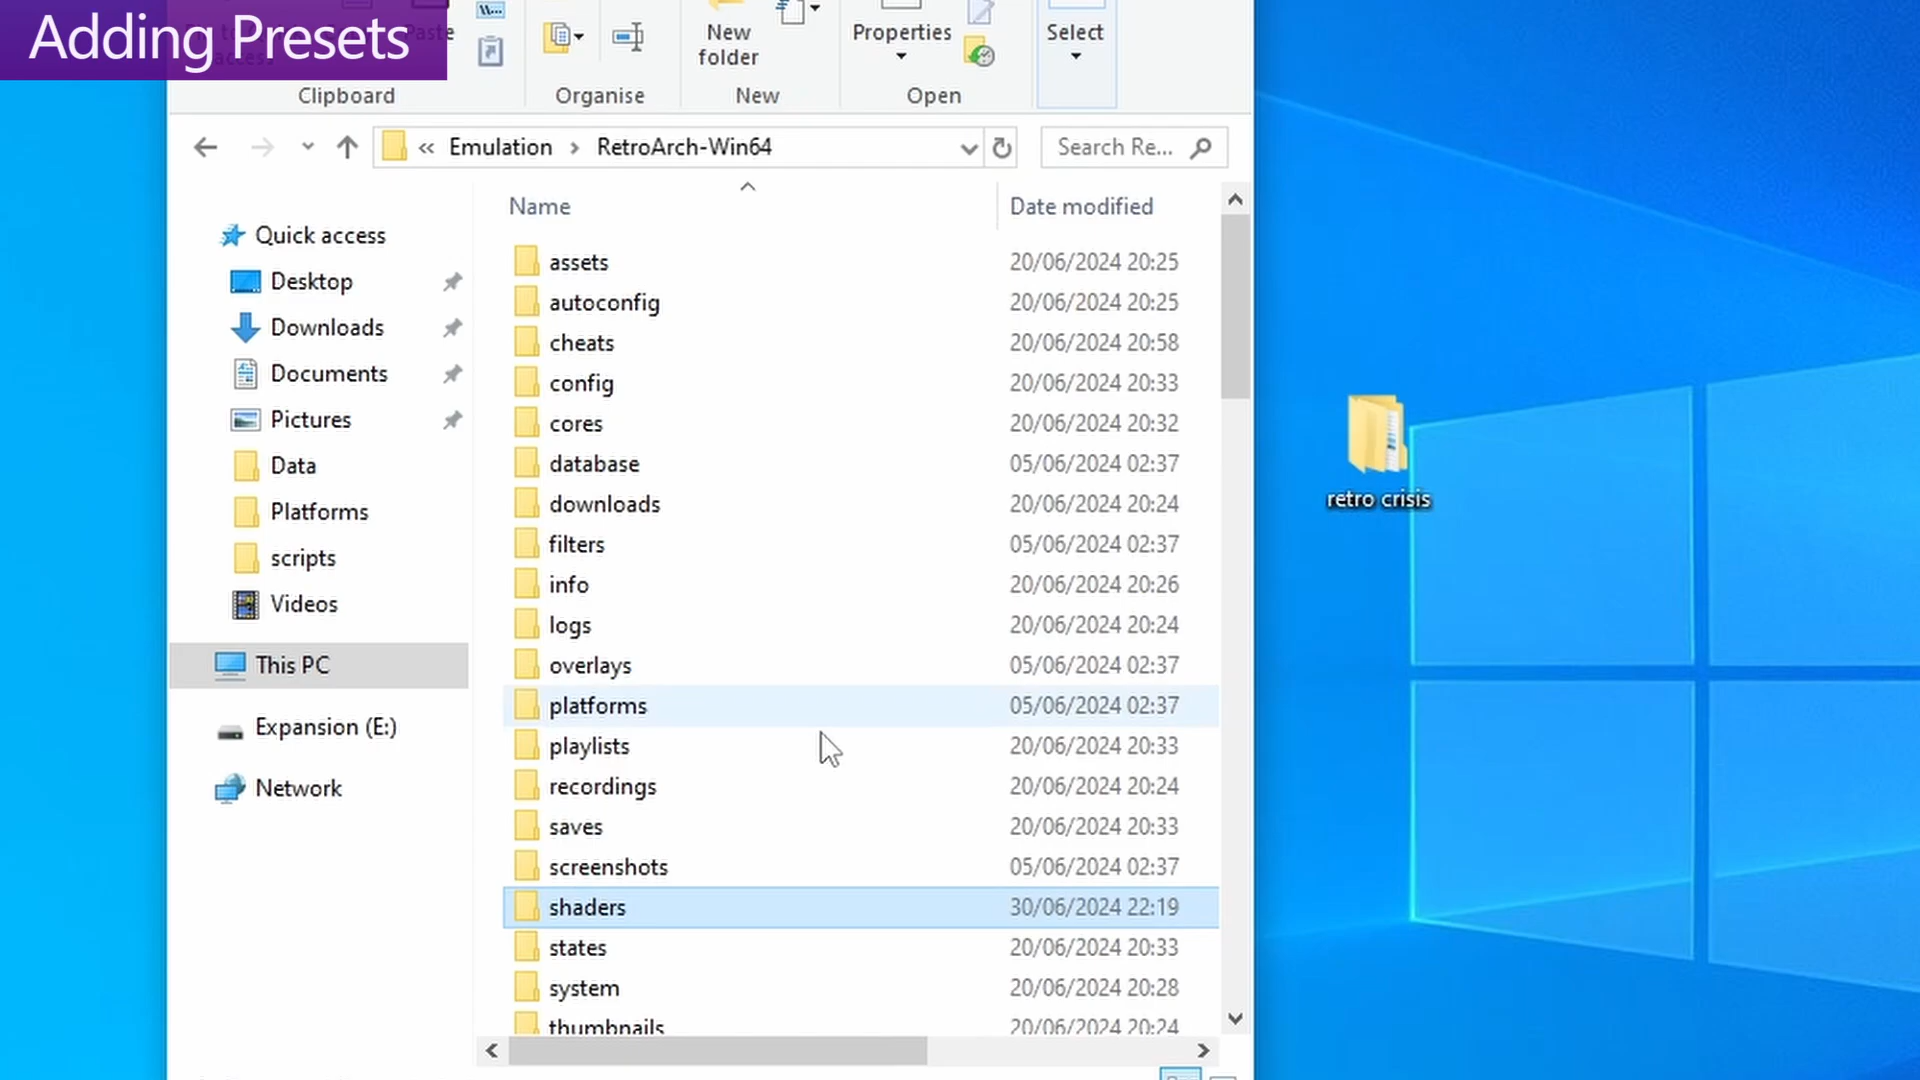 Adding Presets
Paste
access
New
folder
Properties
Select
Clipboard
Organise
New
Open
« Emulation > RetroArch-Win64
Search Re...
Name
Date modified
Quick access
Desktop
Downloads
Documents
Pictures
Data
Platforms
scripts
Videos
This PC
Expansion (E:)
Network
assets 20/06/2024 20:25
autoconfig 20/06/2024 20:25
cheats 20/06/2024 20:58
config 20/06/2024 20:33
cores 20/06/2024 20:32
database 05/06/2024 02:37
downloads 20/06/2024 20:24
filters 05/06/2024 02:37
info 20/06/2024 20:26
logs 20/06/2024 20:24
overlays 05/06/2024 02:37
platforms 05/06/2024 02:37
playlists 20/06/2024 20:33
recordings 20/06/2024 20:24
saves 20/06/2024 20:33
screenshots 05/06/2024 02:37
shaders 30/06/2024 22:19
states 20/06/2024 20:33
system 20/06/2024 20:28
thumbnails 20/06/2024 20:24
retro crisis